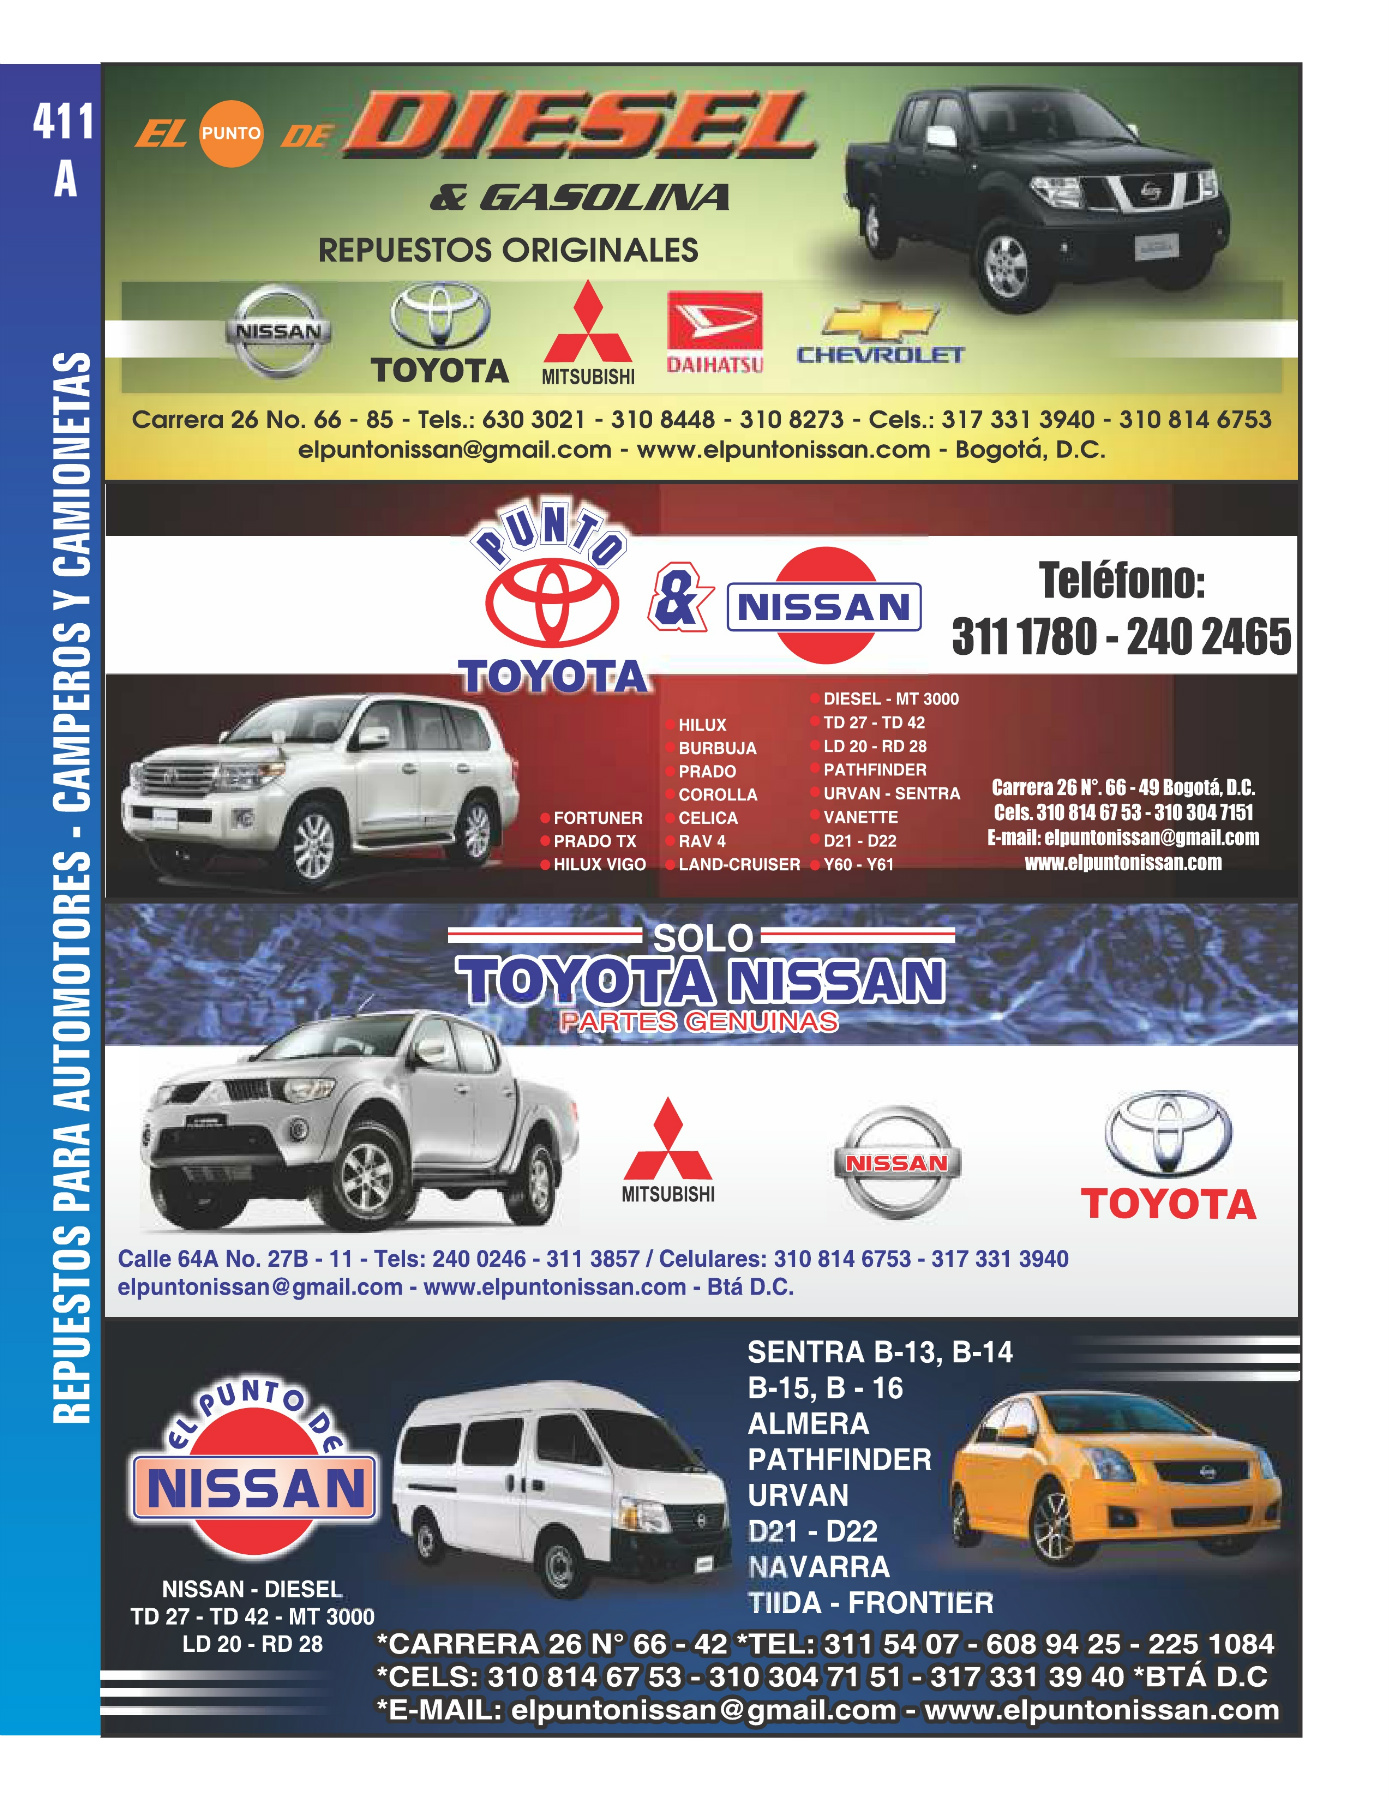 411
A
REPUESTOS PARA AUTOMOTORES - CAMPEROS Y CAMIONETAS
EL PUNTO DE DIESEL
& GASOLINA
REPUESTOS ORIGINALES
NISSAN
TOYOTA
MITSUBISHI
DAIHATSU
CHEVROLET
Carrera 26 No. 66 - 85 - Tels.: 630 3021 - 310 8448 - 310 8273 - Cels.: 317 331 3940 - 310 814 6753
elpuntonissan@gmail.com - www.elpuntonissan.com - Bogotá, D.C.
PUNTO
TOYOTA
&
NISSAN
Teléfono:
311 1780 - 240 2465
FORTUNER
PRADO TX
HILUX VIGO
HILUX
BURBUJA
PRADO
COROLLA
CELICA
RAV 4
LAND-CRUISER
DIESEL - MT 3000
TD 27 - TD 42
LD 20 - RD 28
PATHFINDER
URVAN - SENTRA
VANETTE
D21 - D22
Y60 - Y61
Carrera 26 N°. 66 - 49 Bogotá, D.C.
Cels. 310 814 67 53 - 310 304 7151
E-mail: elpuntonissan@gmail.com
www.elpuntonissan.com
SOLO
TOYOTA NISSAN
PARTES GENUINAS
MITSUBISHI
NISSAN
TOYOTA
Calle 64A No. 27B - 11 - Tels: 240 0246 - 311 3857 / Celulares: 310 814 6753 - 317 331 3940
elpuntonissan@gmail.com - www.elpuntonissan.com - Btá D.C.
EL PUNTO DE
NISSAN
NISSAN - DIESEL
TD 27 - TD 42 - MT 3000
LD 20 - RD 28
SENTRA B-13, B-14
B-15, B - 16
ALMERA
PATHFINDER
URVAN
D21 - D22
NAVARRA
TIIDA - FRONTIER
*CARRERA 26 N° 66 - 42 *TEL: 311 54 07 - 608 94 25 - 225 1084
*CELS: 310 814 67 53 - 310 304 71 51 - 317 331 39 40 *BTÁ D.C
*E-MAIL: elpuntonissan@gmail.com - www.elpuntonissan.com